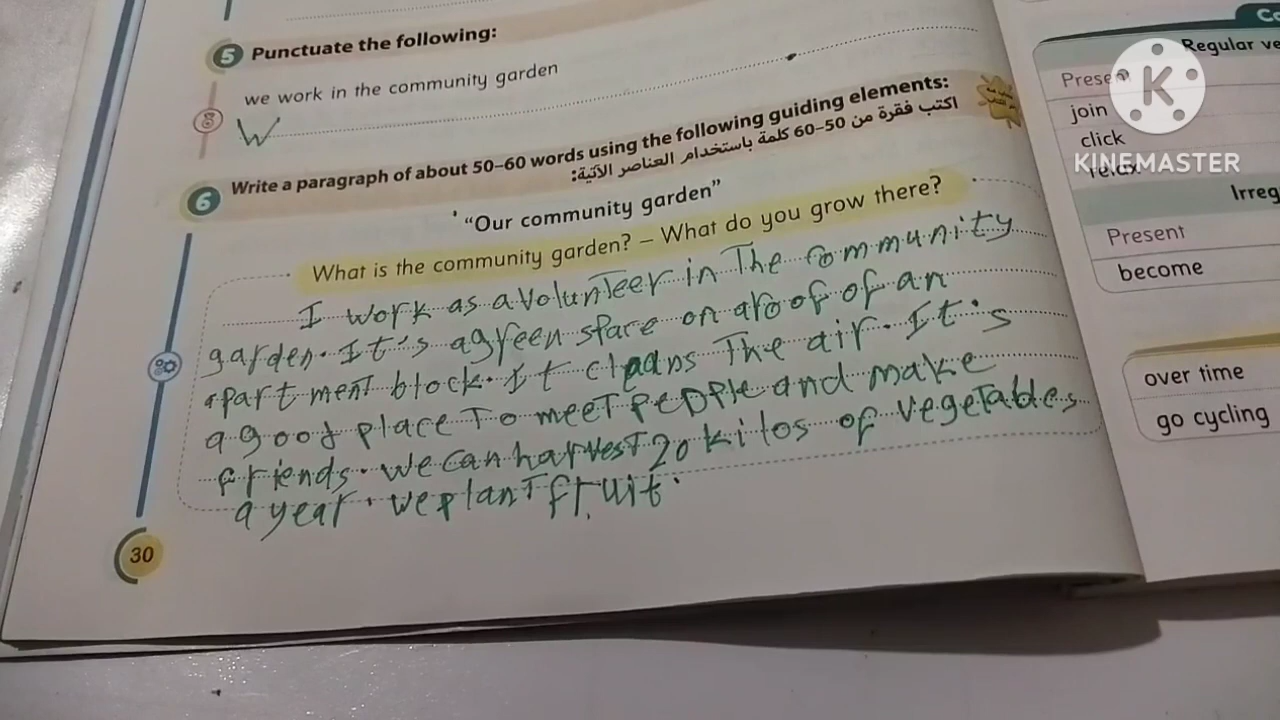 5 Punctuate the following:
we work in the community garden
8
W
6 Write a paragraph of about 50–60 words using the following guiding elements:
اكتب فقرة من 50–60 كلمة باستخدام العناصر الآتية:
"Our community garden"
What is the community garden? – What do you grow there?
I work as a volunteer in The community
garden. It's a green space on a roof of an
apartment block. It cleans The air. It's
a good place To meet people and make
friends. we can harvest 20 kilos of vegetables
a year. we plant fruit.
30
Co
Regular ve
Present
join
click
relax
Irreg
Present
become
over time
go cycling
K
KINEMASTER